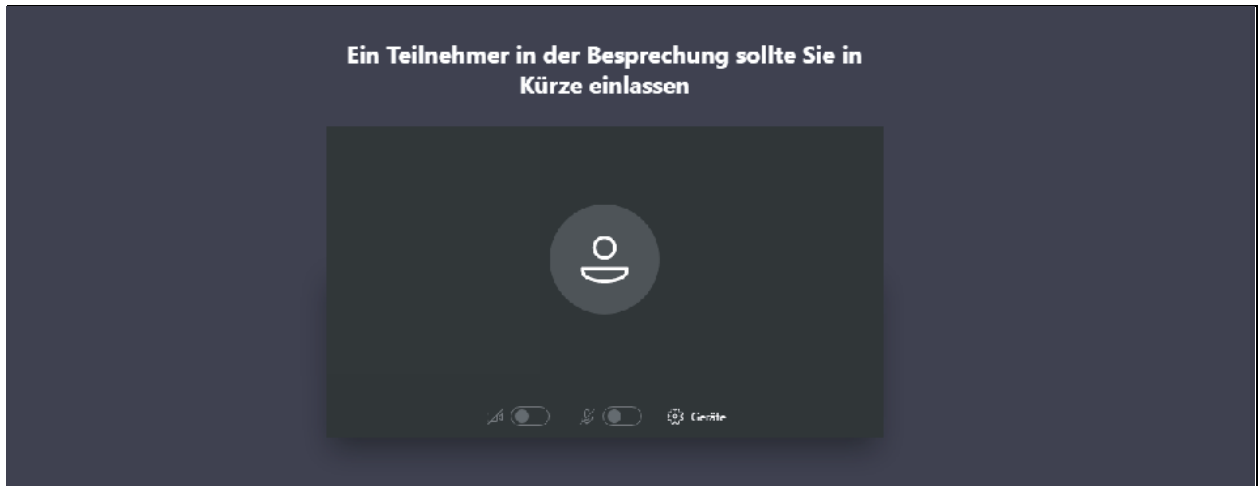 Ein Teilnehmer in der Besprechung sollte Sie in
Kürze einlassen
Geräte